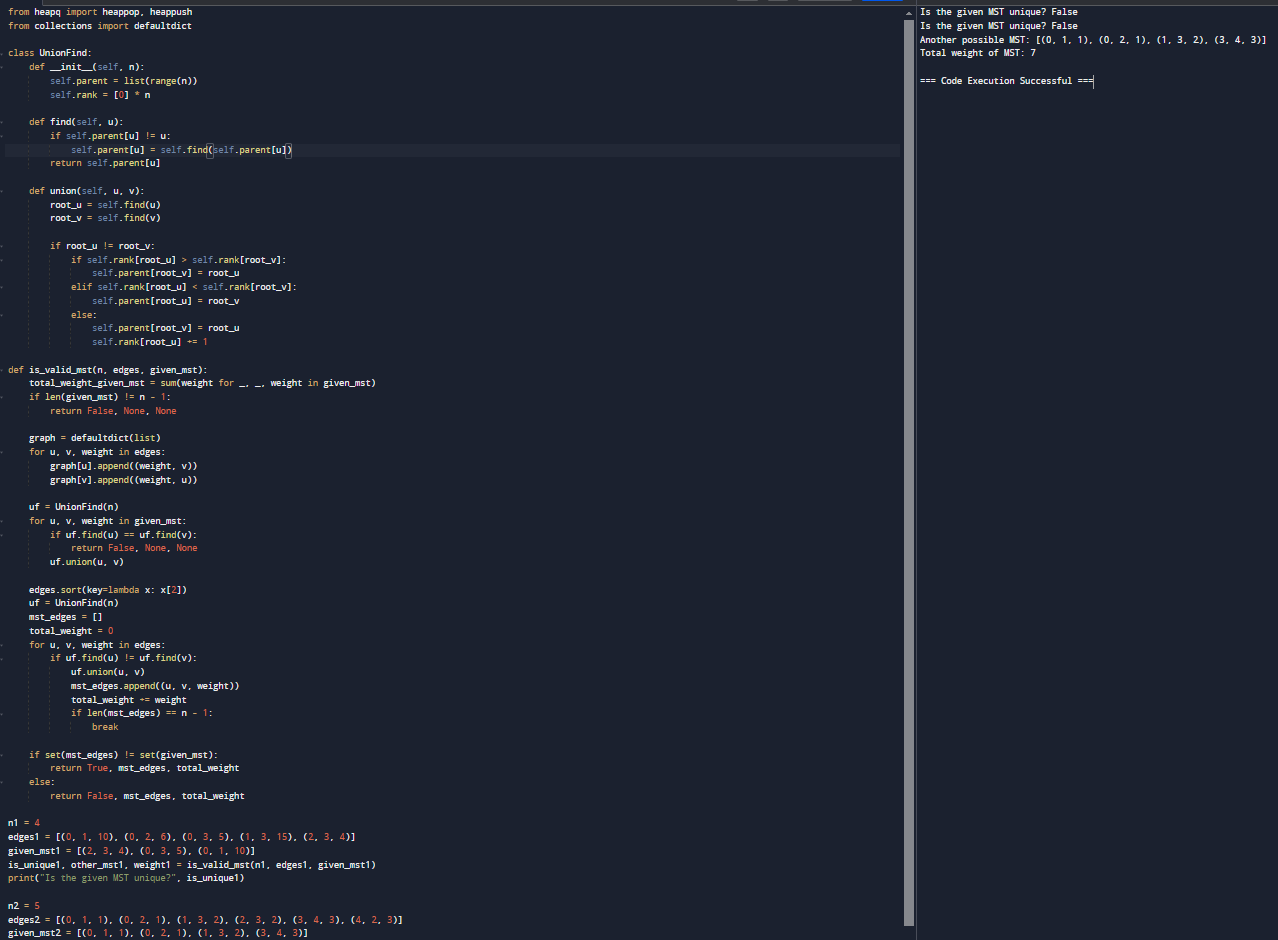 from heapq import heappop, heappush
from collections import defaultdict

class UnionFind:
    def __init__(self, n):
        self.parent = list(range(n))
        self.rank = [0] * n

    def find(self, u):
        if self.parent[u] != u:
            self.parent[u] = self.find(self.parent[u])
        return self.parent[u]

    def union(self, u, v):
        root_u = self.find(u)
        root_v = self.find(v)

        if root_u != root_v:
            if self.rank[root_u] > self.rank[root_v]:
                self.parent[root_v] = root_u
            elif self.rank[root_u] < self.rank[root_v]:
                self.parent[root_u] = root_v
            else:
                self.parent[root_v] = root_u
                self.rank[root_u] += 1

def is_valid_mst(n, edges, given_mst):
    total_weight_given_mst = sum(weight for _, _, weight in given_mst)
    if len(given_mst) != n - 1:
        return False, None, None

    graph = defaultdict(list)
    for u, v, weight in edges:
        graph[u].append((weight, v))
        graph[v].append((weight, u))

    uf = UnionFind(n)
    for u, v, weight in given_mst:
        if uf.find(u) == uf.find(v):
            return False, None, None
        uf.union(u, v)

    edges.sort(key=lambda x: x[2])
    uf = UnionFind(n)
    mst_edges = []
    total_weight = 0
    for u, v, weight in edges:
        if uf.find(u) != uf.find(v):
            uf.union(u, v)
            mst_edges.append((u, v, weight))
            total_weight += weight
            if len(mst_edges) == n - 1:
                break

    if set(mst_edges) != set(given_mst):
        return True, mst_edges, total_weight
    else:
        return False, mst_edges, total_weight

n1 = 4
edges1 = [(0, 1, 10), (0, 2, 6), (0, 3, 5), (1, 3, 15), (2, 3, 4)]
given_mst1 = [(2, 3, 4), (0, 3, 5), (0, 1, 10)]
is_unique1, other_mst1, weight1 = is_valid_mst(n1, edges1, given_mst1)
print("Is the given MST unique?", is_unique1)

n2 = 5
edges2 = [(0, 1, 1), (0, 2, 1), (1, 3, 2), (2, 3, 2), (3, 4, 3), (4, 2, 3)]
given_mst2 = [(0, 1, 1), (0, 2, 1), (1, 3, 2), (3, 4, 3)]
Is the given MST unique? False
Is the given MST unique? False
Another possible MST: [(0, 1, 1), (0, 2, 1), (1, 3, 2), (3, 4, 3)]
Total weight of MST: 7

=== Code Execution Successful ===